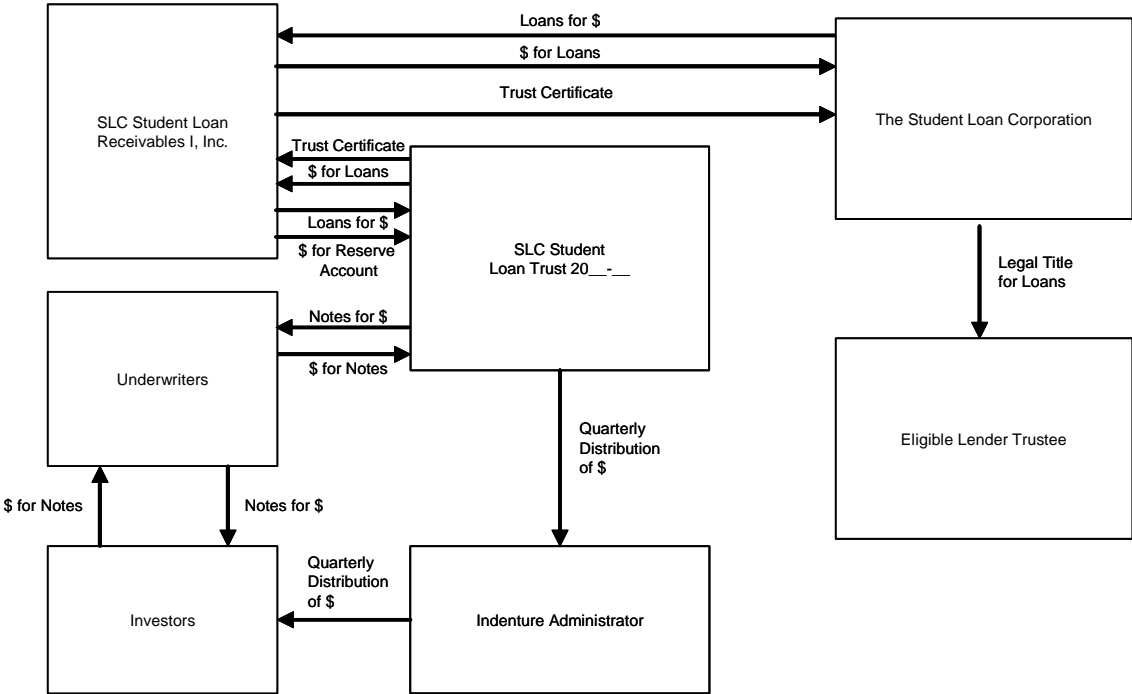 Loans for $
$ for Loans
Trust Certificate
SLC Student Loan
Receivables I, Inc.
The Student Loan Corporation
Trust Certificate
$ for Loans
Loans for $
$ for Reserve
Account
SLC Student
Loan Trust 20__-__
Legal Title
for Loans
Notes for $
$ for Notes
Underwriters
Quarterly
Distribution
of $
Eligible Lender Trustee
$ for Notes
Notes for $
Quarterly
Distribution
of $
Investors
Indenture Administrator